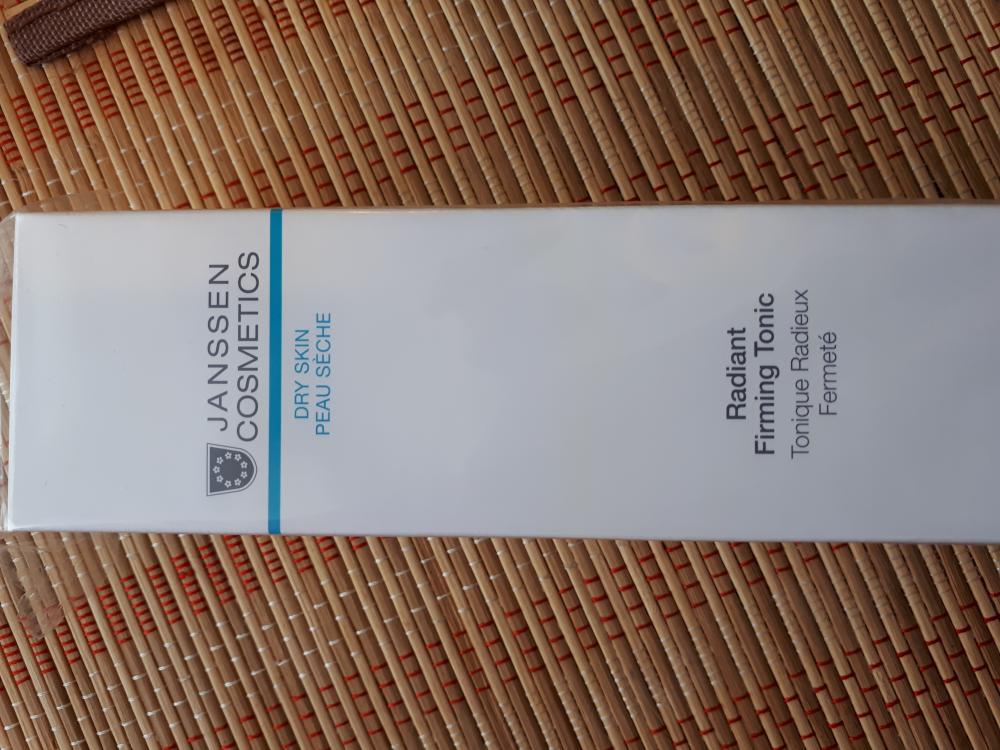 JANSSEN
COSMETICS
DRY SKIN
PEAU SÈCHE
Radiant
Firming Tonic
Tonique Radieux
Fermeté